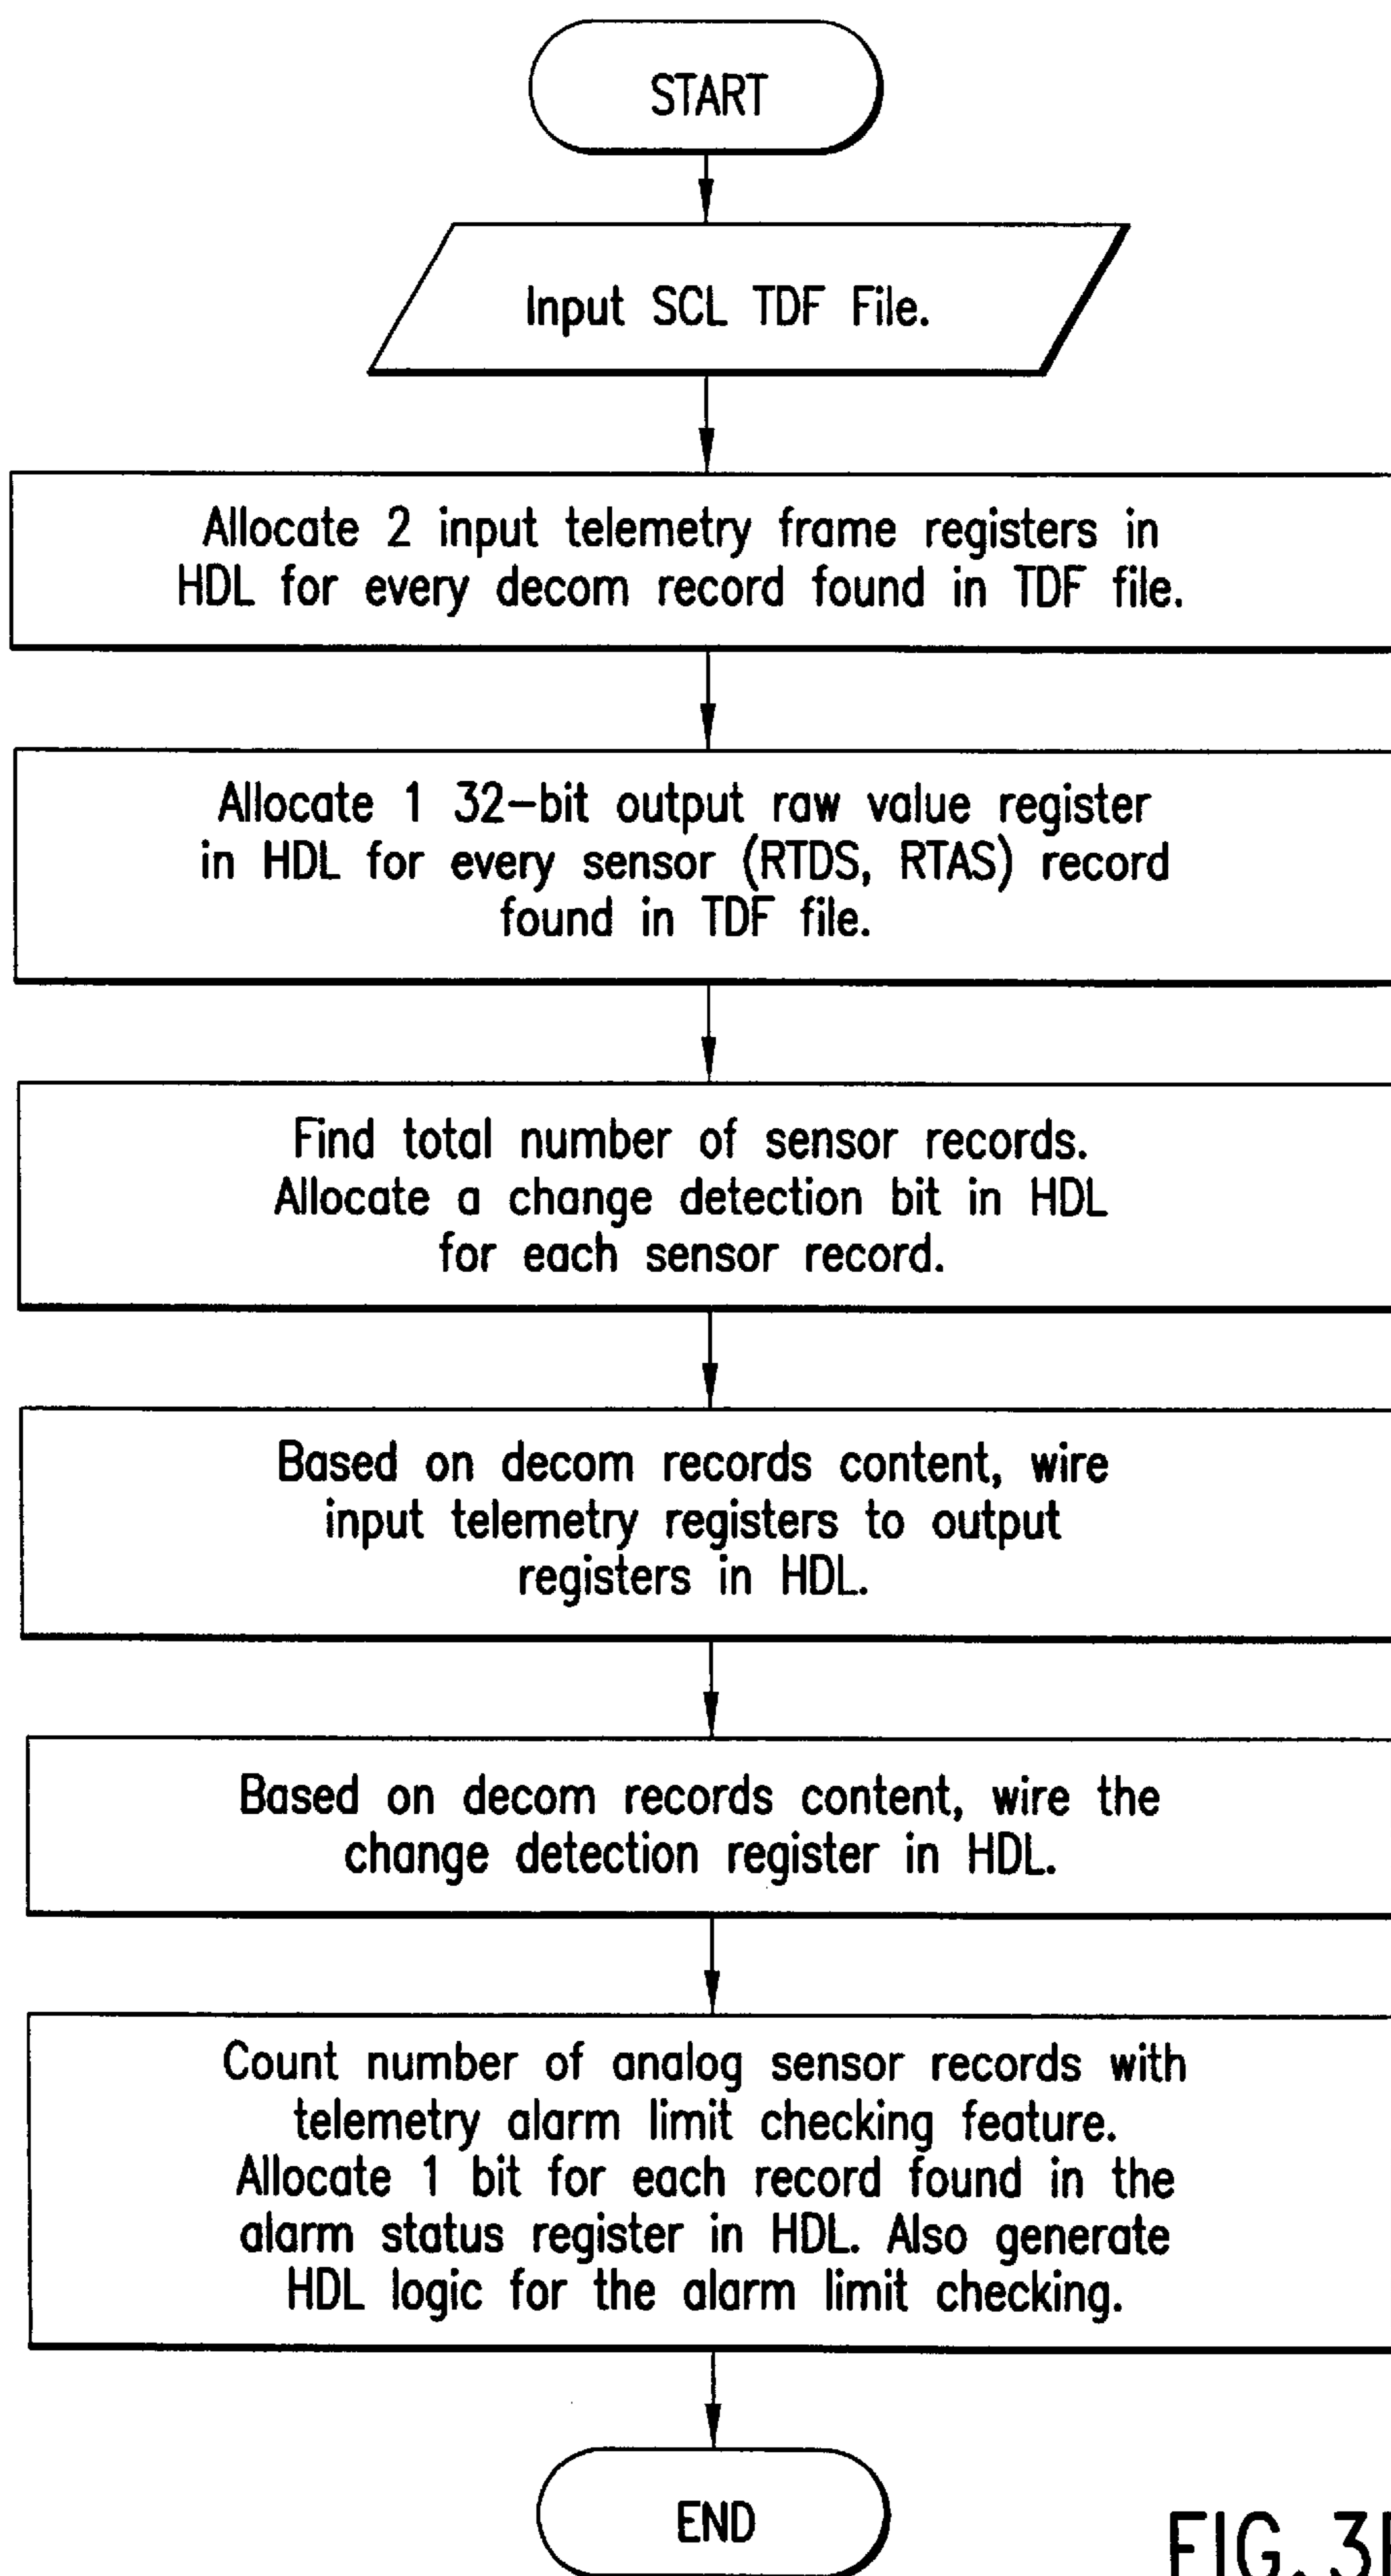 START
Input SCL TDF File.
Allocate 2 input telemetry frame registers in
HDL for every decom record found in TDF file.
Allocate 1 32-bit output raw value register
in HDL for every sensor (RTDS, RTAS) record
found in TDF file.
Find total number of sensor records.
Allocate a change detection bit in HDL
for each sensor record.
Based on decom records content, wire
input telemetry registers to output
registers in HDL.
Based on decom records content, wire the
change detection register in HDL.
Count number of analog sensor records with
telemetry alarm limit checking feature.
Allocate 1 bit for each record found in the
alarm status register in HDL. Also generate
HDL logic for the alarm limit checking.
END
FIG.3